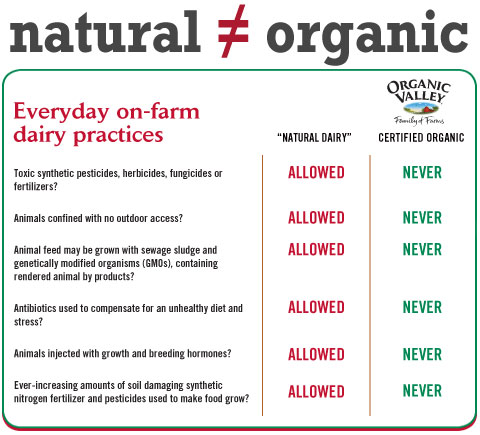 natural ≠ organic
ORGANIC
VALLEY
Family of Farms
Everyday on-farm
dairy practices
"NATURAL DAIRY"
CERTIFIED ORGANIC
Toxic synthetic pesticides, herbicides, fungicides or
fertilizers?
ALLOWED
NEVER
Animals confined with no outdoor access?
ALLOWED
NEVER
Animal feed may be grown with sewage sludge and
genetically modified organisms (GMOs), containing
rendered animal by products?
ALLOWED
NEVER
Antibiotics used to compensate for an unhealthy diet and
stress?
ALLOWED
NEVER
Animals injected with growth and breeding hormones?
ALLOWED
NEVER
Ever-increasing amounts of soil damaging synthetic
nitrogen fertilizer and pesticides used to make food grow?
ALLOWED
NEVER